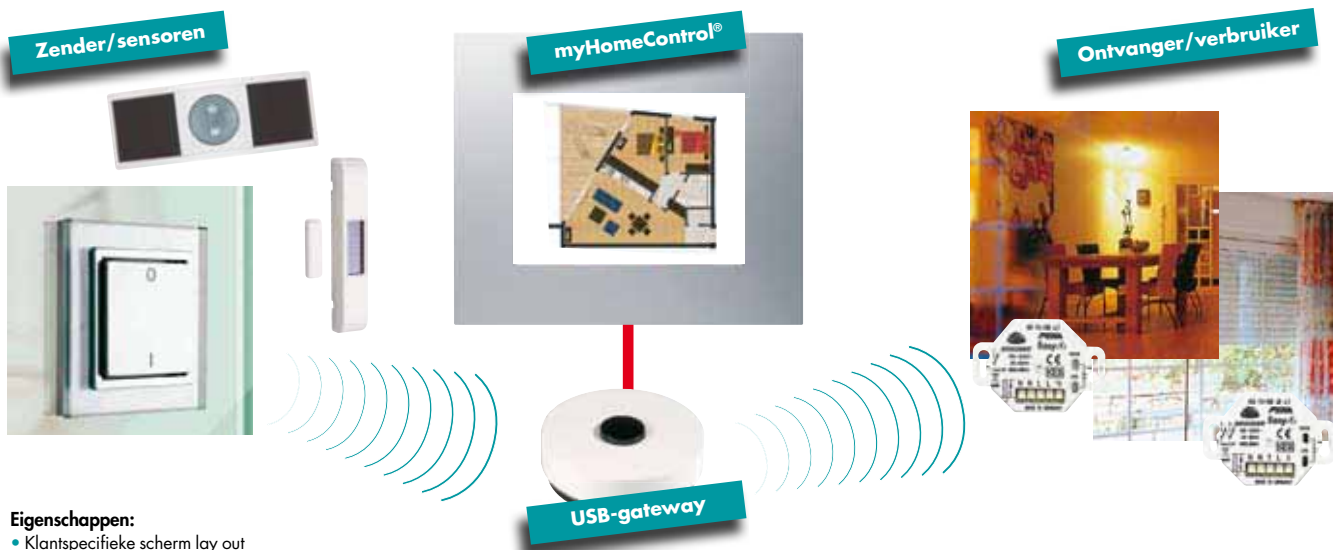 Zender/sensoren
myHomeControl®
Ontvanger/verbruiker
0
I
USB-gateway
Eigenschappen:
• Klantspecifieke scherm lay out